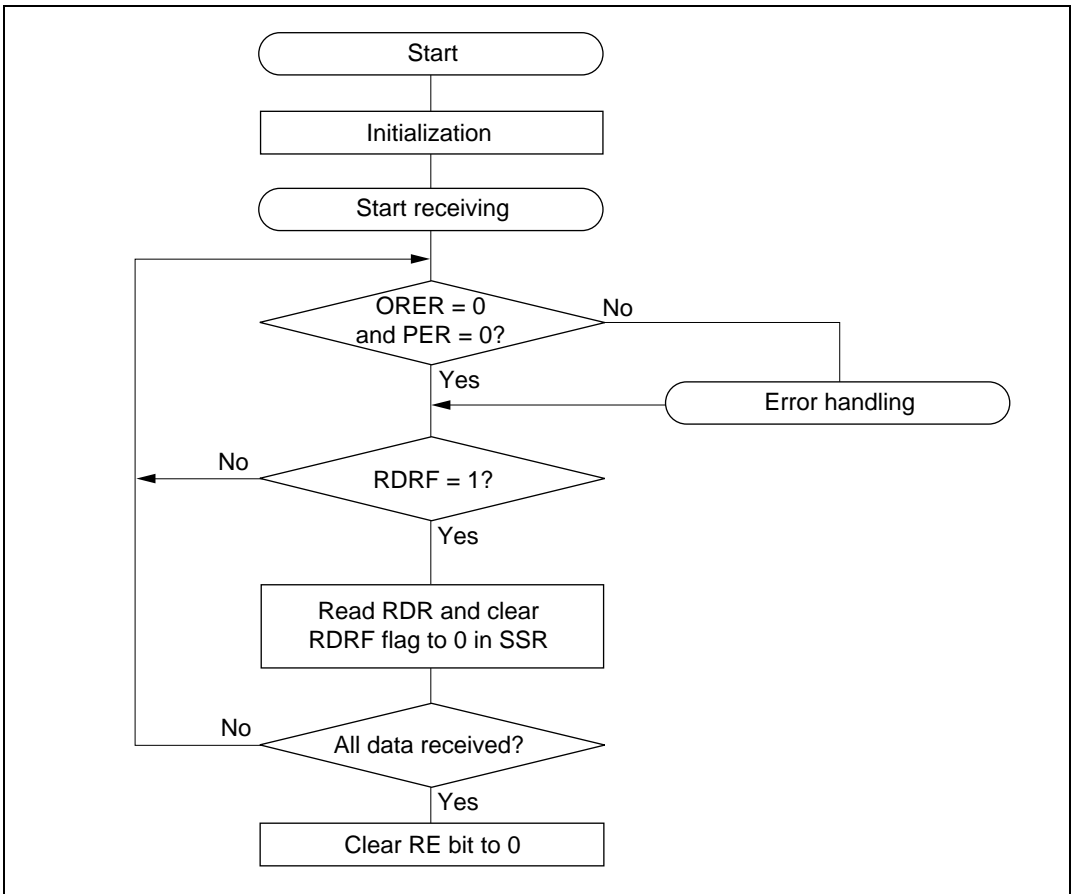 Start
Initialization
Start receiving
ORER = 0
and PER = 0?
No
Yes
Error handling
No
RDRF = 1?
Yes
Read RDR and clear
RDRF flag to 0 in SSR
No
All data received?
Yes
Clear RE bit to 0